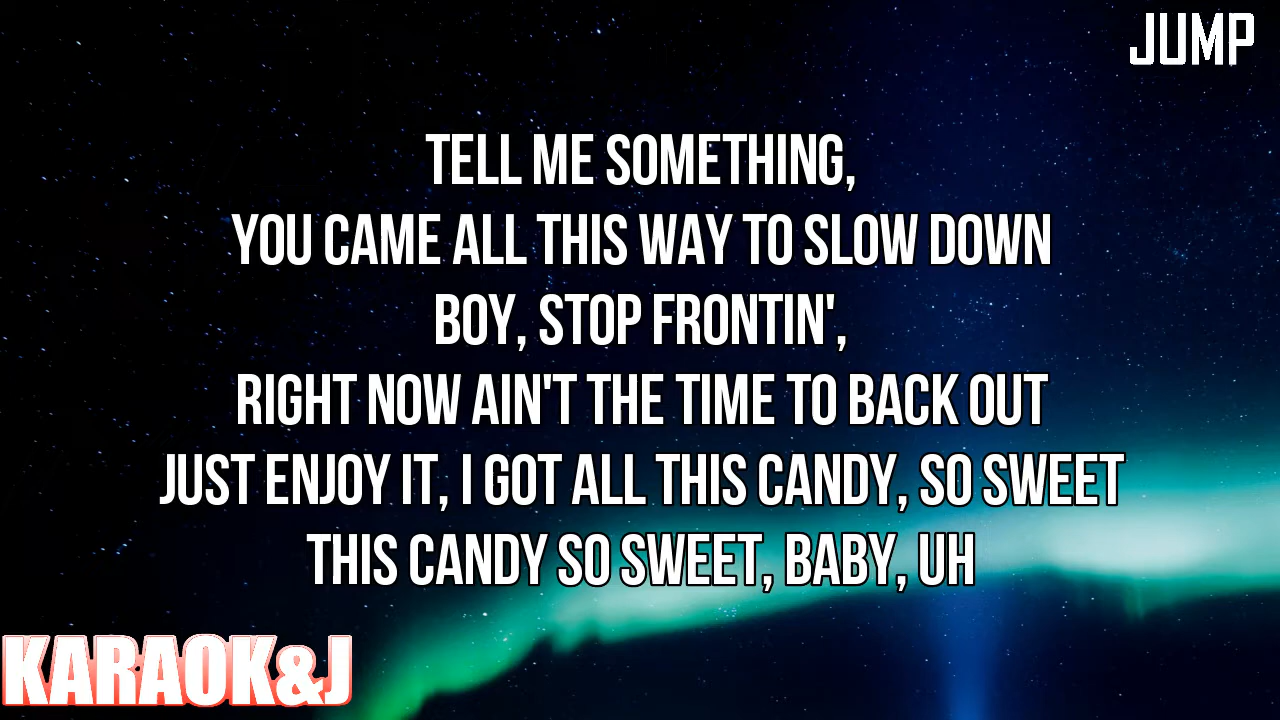 JUMP
TELL ME SOMETHING,
YOU CAME ALL THIS WAY TO SLOW DOWN
BOY, STOP FRONTIN',
RIGHT NOW AIN'T THE TIME TO BACK OUT
JUST ENJOY IT, I GOT ALL THIS CANDY, SO SWEET
THIS CANDY SO SWEET, BABY, UH
KARAOK&J